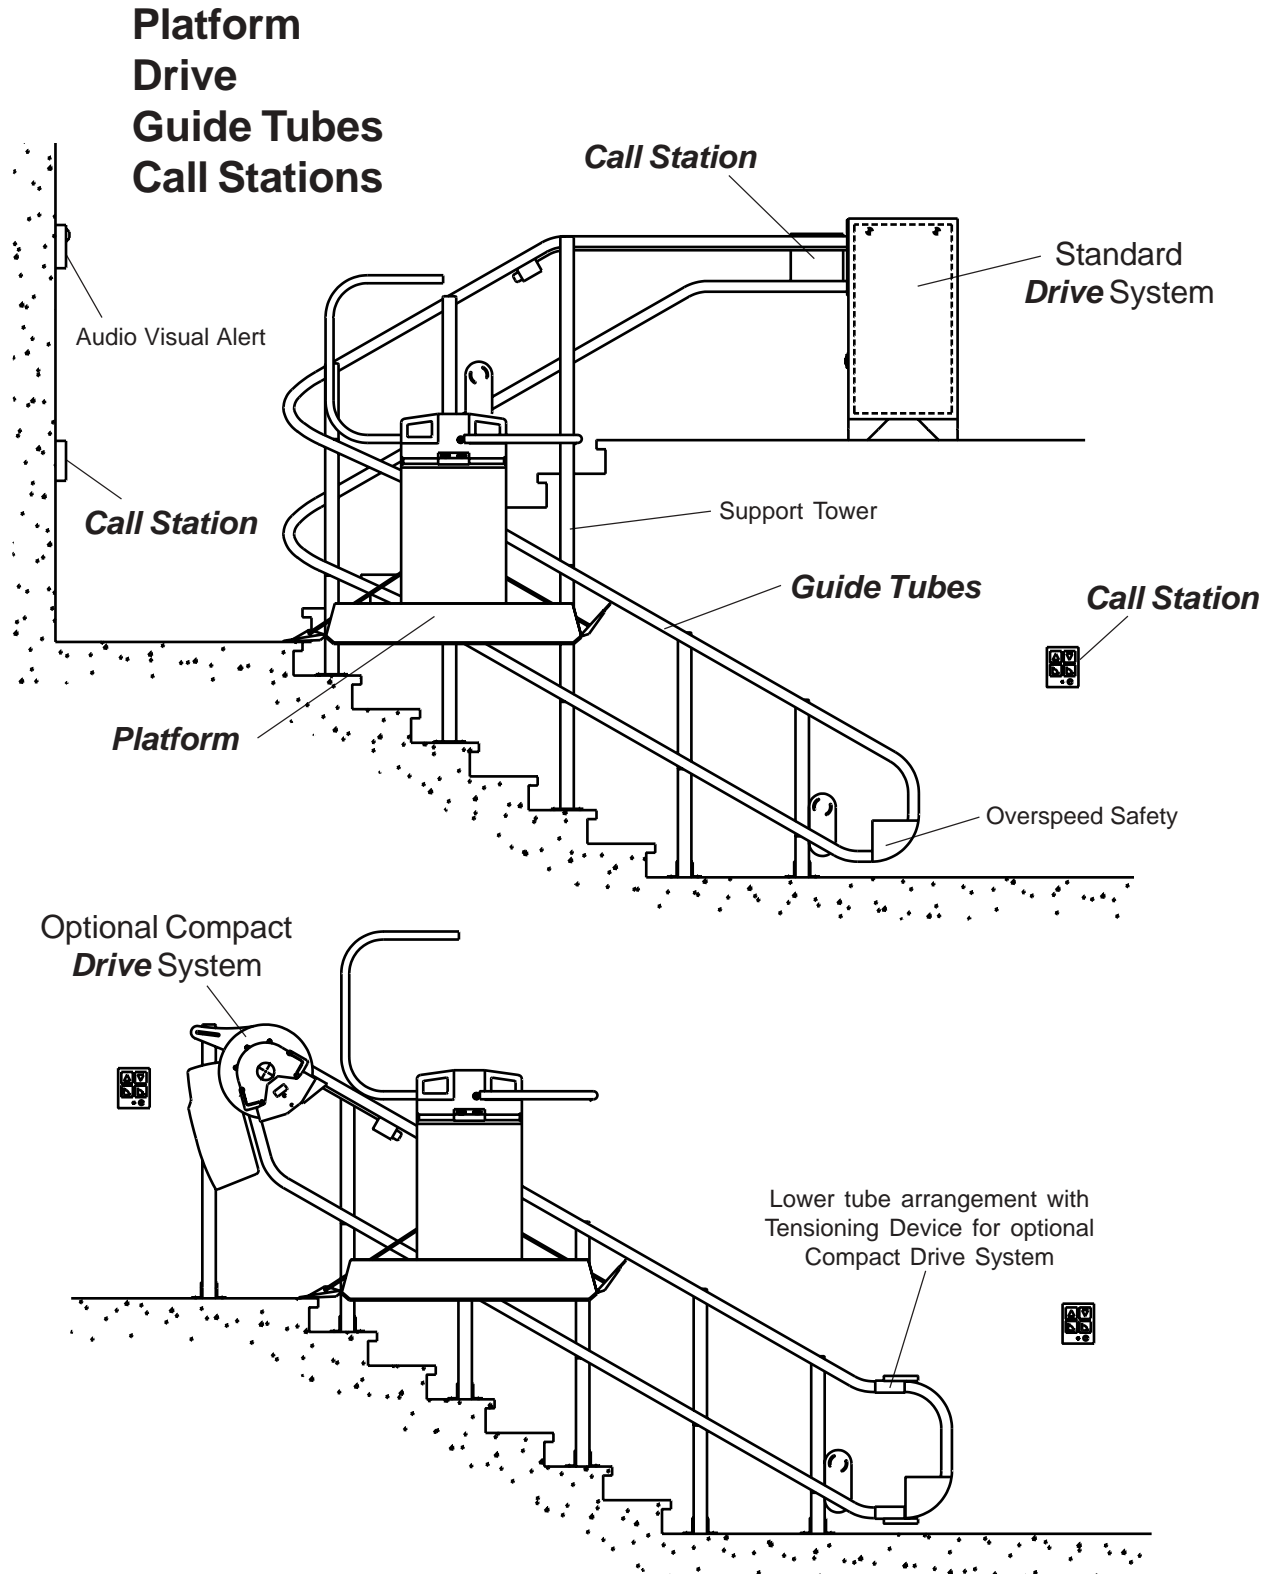 Platform
Drive
Guide Tubes
Call Stations
Call Station
Standard
Drive System
Audio Visual Alert
Call Station
Support Tower
Guide Tubes
Call Station
Platform
Overspeed Safety
Optional Compact
Drive System
Lower tube arrangement with
Tensioning Device for optional
Compact Drive System